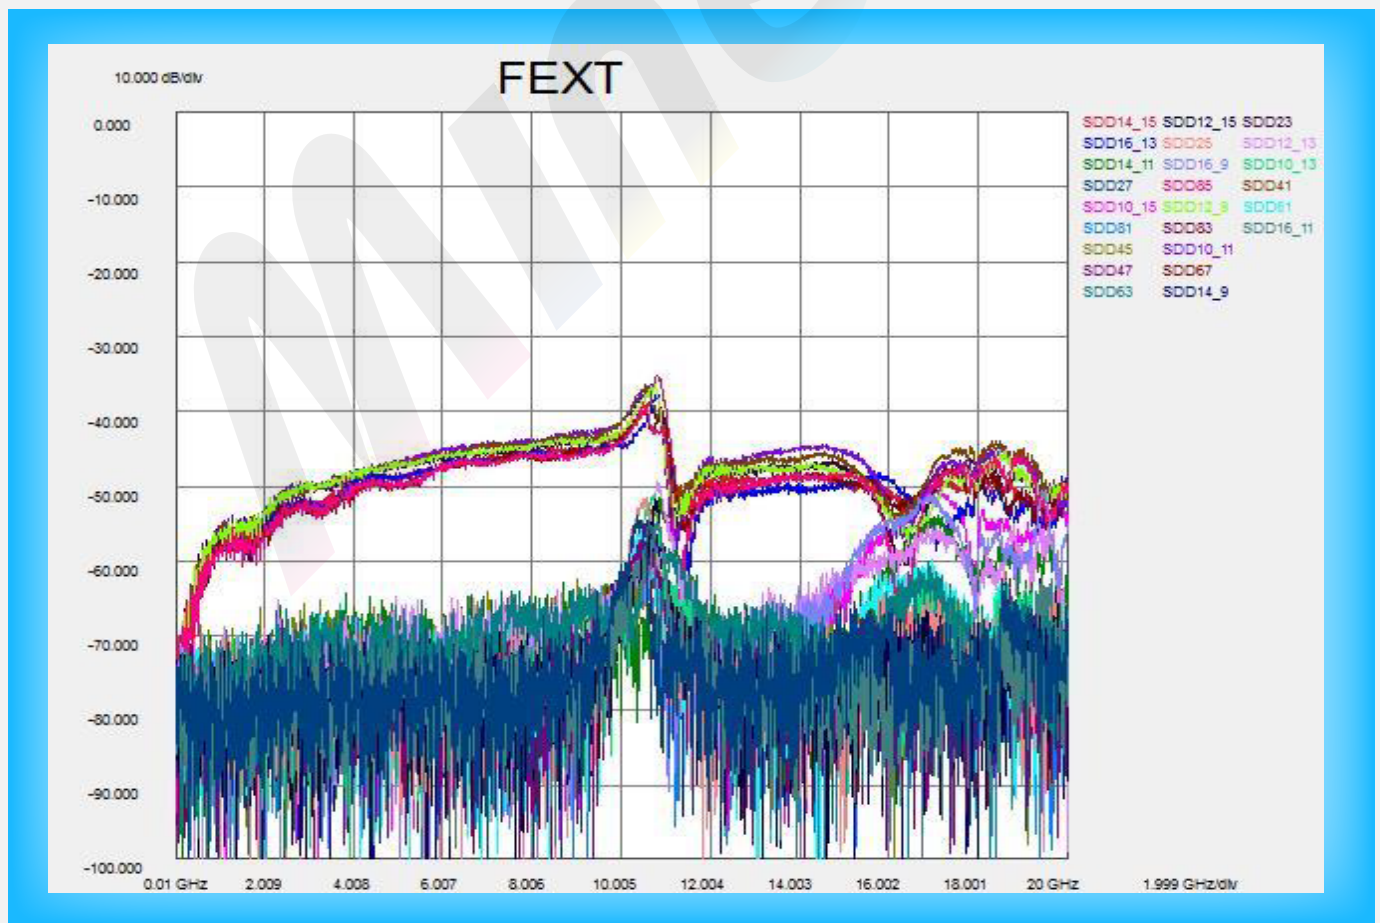 FEXT
10.000 dB/div
0.000
-10.000
-20.000
-30.000
-40.000
-50.000
-60.000
-70.000
-80.000
-90.000
-100.000
0.01 GHz 2.009 4.008 6.007 8.006 10.005 12.004 14.003 16.002 18.001 20 GHz 1.999 GHz/div
SDD14_15 SDD12_15 SDD23
SDD16_13 SDD25 SDD12_13
SDD14_11 SDD16_9 SDD10_13
SDD27 SDD85 SDD41
SDD10_15 SDD12_9 SDD61
SDD81 SDD83 SDD16_11
SDD45 SDD10_11
SDD47 SDD67
SDD63 SDD14_9